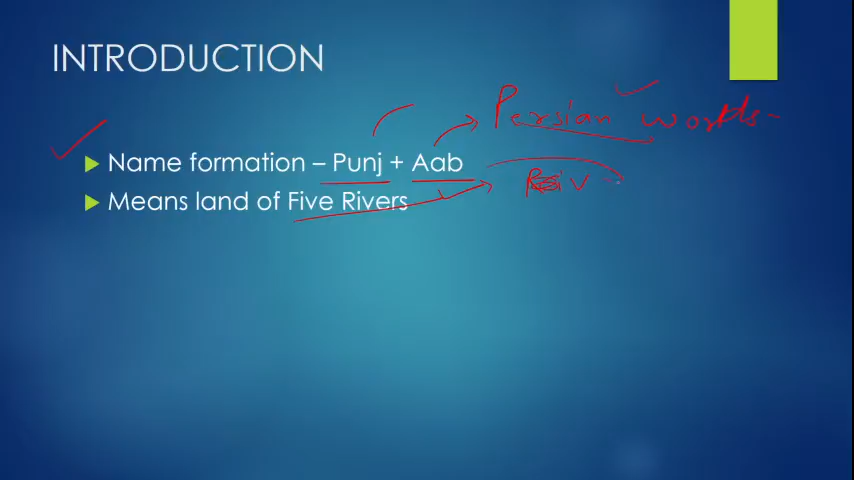 INTRODUCTION
Persian words
Name formation – Punj + Aab
Riv
Means land of Five Rivers